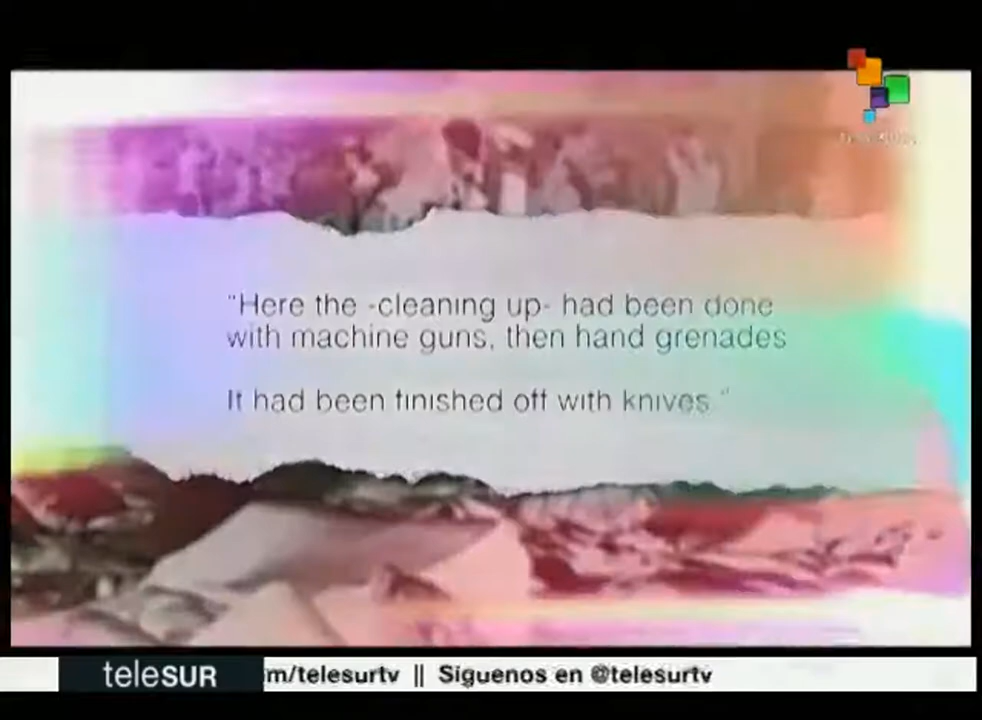 "Here the -cleaning up- had been done
with machine guns, then hand grenades
It had been finished off with knives."
teleSUR
m/telesurtv || Síguenos en @telesurtv